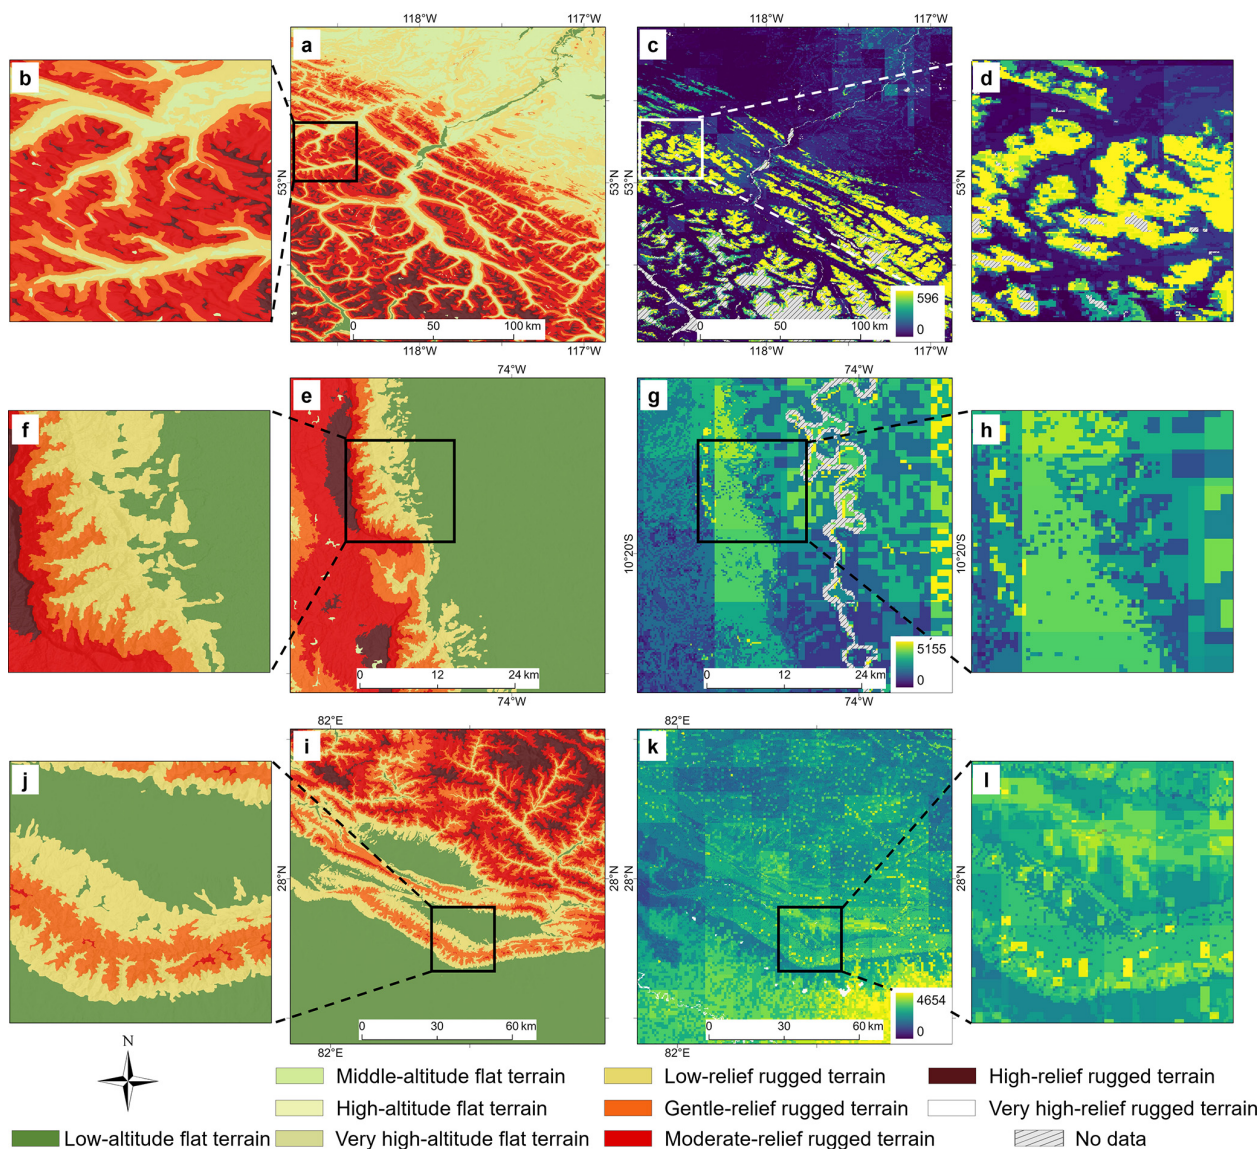 118°W 117°W 118°W 117°W
b a c d
53°N 53°N 53°N 53°N
596
0
0 50 100 km 0 50 100 km
118°W 117°W 118°W 117°W
74°W 74°W
f e g h
10°20'S 10°20'S
5155
0
0 12 24 km 0 12 24 km
74°W 74°W
82°E 82°E
j i k l
28°N 28°N 28°N
4654
0
0 30 60 km 0 30 60 km
82°E 82°E
N
Middle-altitude flat terrain Low-relief rugged terrain High-relief rugged terrain
High-altitude flat terrain Gentle-relief rugged terrain Very high-relief rugged terrain
Low-altitude flat terrain Very high-altitude flat terrain Moderate-relief rugged terrain No data